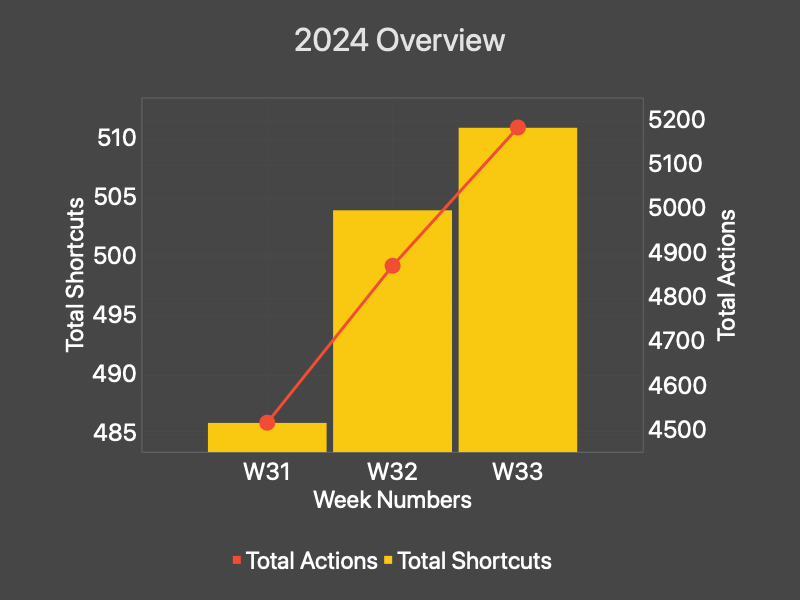 2024 Overview
510
505
500
495
490
485
Total Shortcuts
5200
5100
5000
4900
4800
4700
4600
4500
Total Actions
W31 W32 W33
Week Numbers
Total Actions Total Shortcuts